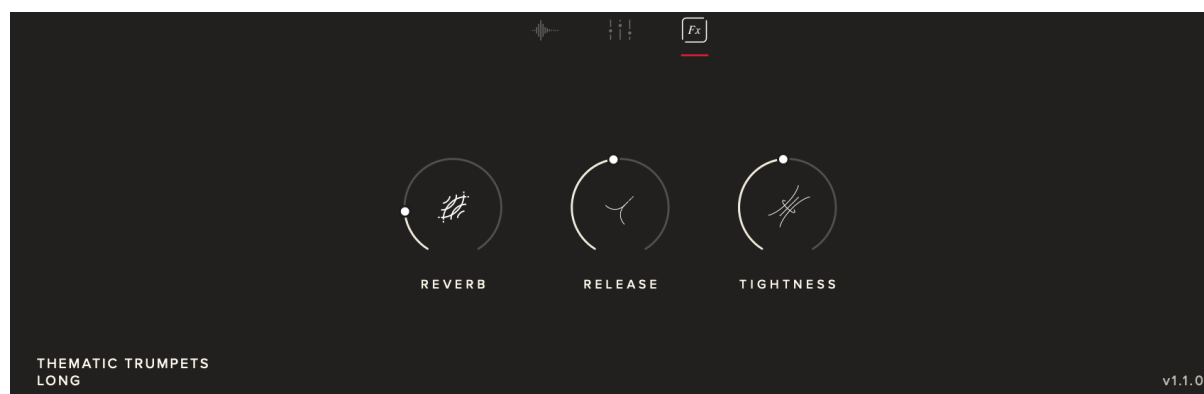 Fx
REVERB RELEASE TIGHTNESS
THEMATIC TRUMPETS
LONG
v1.1.0